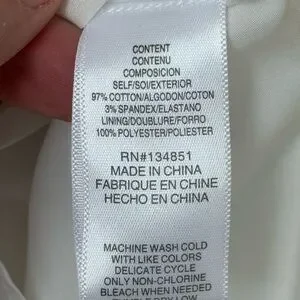 CONTENT
CONTENU
COMPOSICION
SELF/SOI/EXTERIOR
97% COTTON/ALGODON/COTON
3% SPANDEX/ELASTANO
LINING/DOUBLURE/FORRO
100% POLYESTER/POLIESTER
RN#134851
MADE IN CHINA
FABRIQUE EN CHINE
HECHO EN CHINA
MACHINE WASH COLD
WITH LIKE COLORS
DELICATE CYCLE
ONLY NON-CHLORINE
BLEACH WHEN NEEDED
DRY LOW